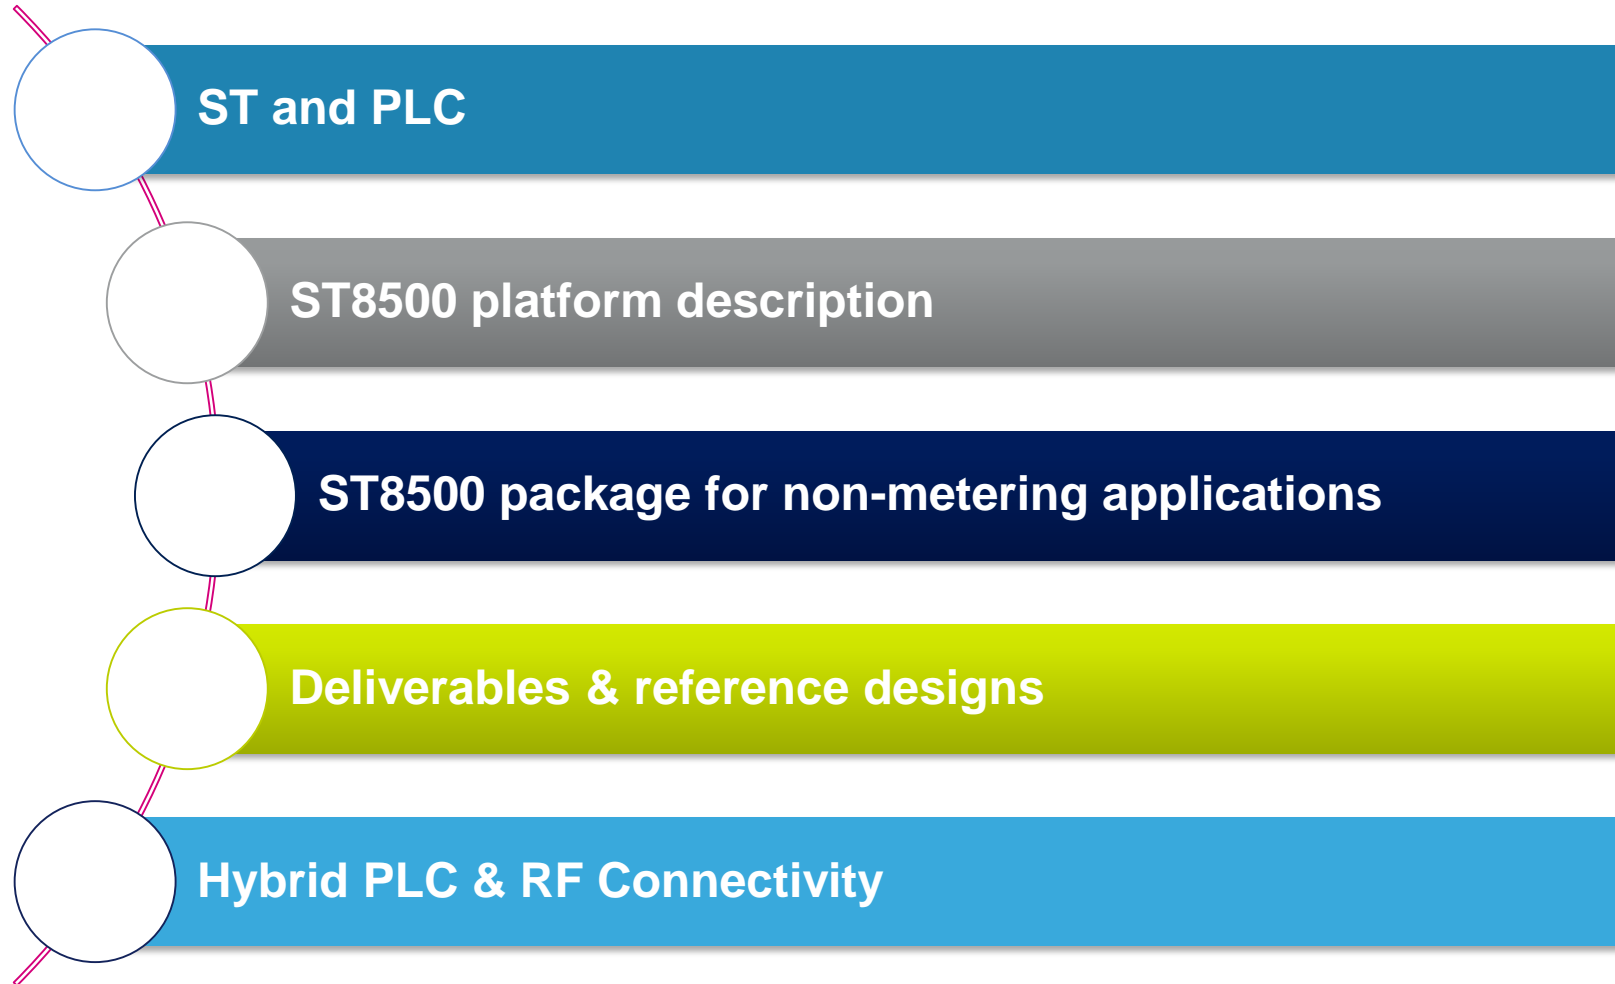 ST and PLC
ST8500 platform description
ST8500 package for non-metering applications
Deliverables & reference designs
Hybrid PLC & RF Connectivity